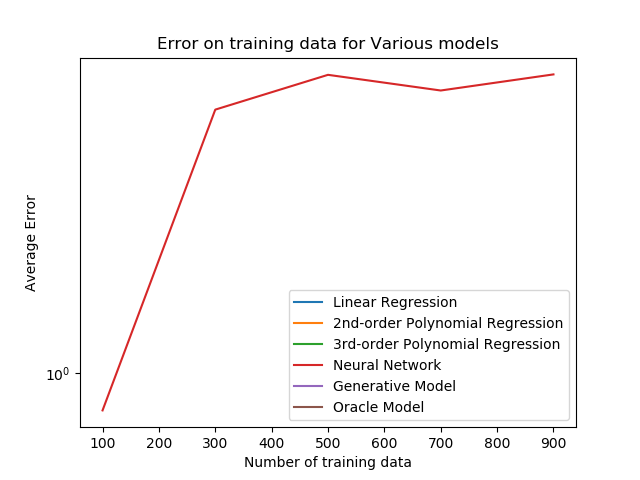 Error on training data for Various models
Average Error
10^0
Linear Regression
2nd-order Polynomial Regression
3rd-order Polynomial Regression
Neural Network
Generative Model
Oracle Model
100 200 300 400 500 600 700 800 900
Number of training data